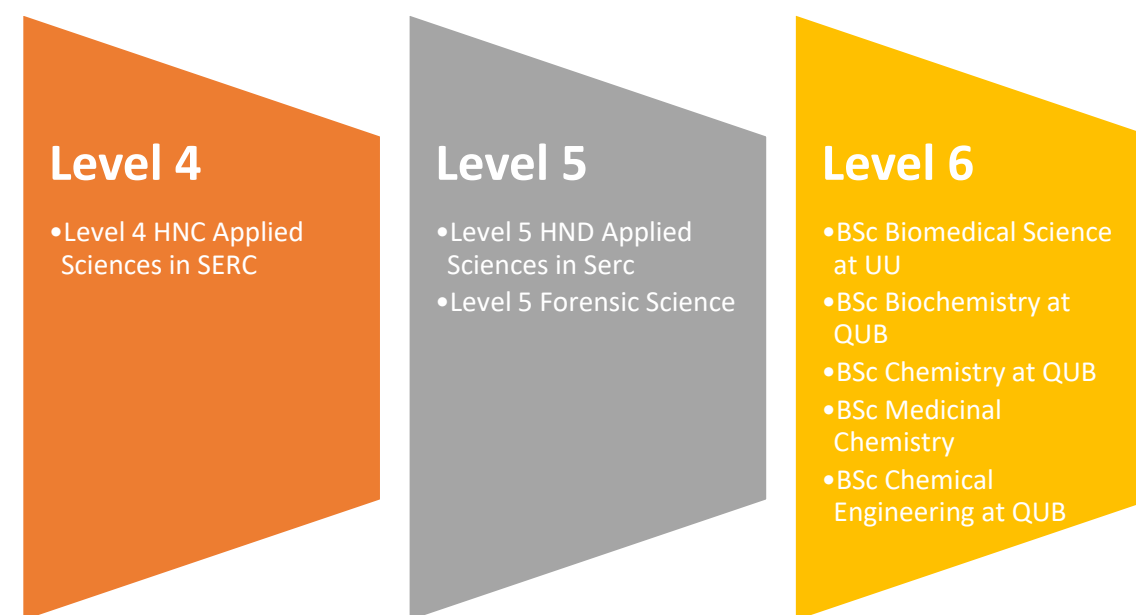 Level 4
•Level 4 HNC Applied
Sciences in SERC
Level 5
•Level 5 HND Applied
Sciences in Serc
•Level 5 Forensic Science
Level 6
•BSc Biomedical Science
at UU
•BSc Biochemistry at
QUB
•BSc Chemistry at QUB
•BSc Medicinal
Chemistry
•BSc Chemical
Engineering at QUB